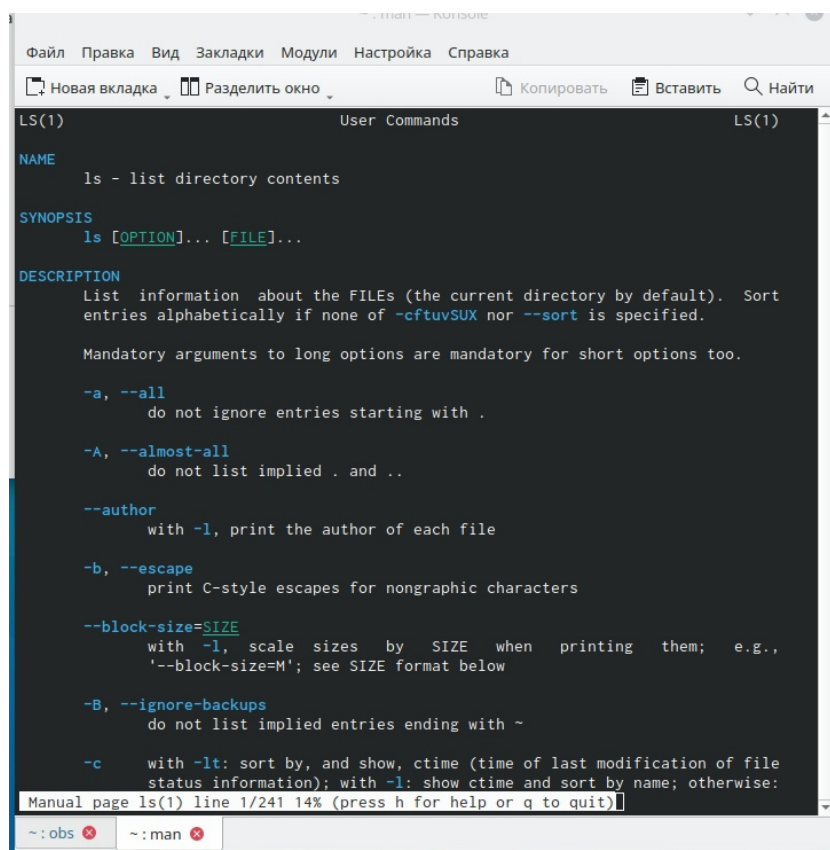 ~ : man — Konsole
Файл Правка Вид Закладки Модули Настройка Справка
Новая вкладка Разделить окно Копировать Вставить Найти
LS(1) User Commands LS(1)
NAME
ls - list directory contents
SYNOPSIS
ls [OPTION]... [FILE]...
DESCRIPTION
List information about the FILEs (the current directory by default). Sort
entries alphabetically if none of -cftuvSUX nor --sort is specified.
Mandatory arguments to long options are mandatory for short options too.
-a, --all
do not ignore entries starting with .
-A, --almost-all
do not list implied . and ..
--author
with -l, print the author of each file
-b, --escape
print C-style escapes for nongraphic characters
--block-size=SIZE
with -l, scale sizes by SIZE when printing them; e.g.,
'--block-size=M'; see SIZE format below
-B, --ignore-backups
do not list implied entries ending with ~
-c with -lt: sort by, and show, ctime (time of last modification of file
status information); with -l: show ctime and sort by name; otherwise:
Manual page ls(1) line 1/241 14% (press h for help or q to quit)
~ : obs ~ : man